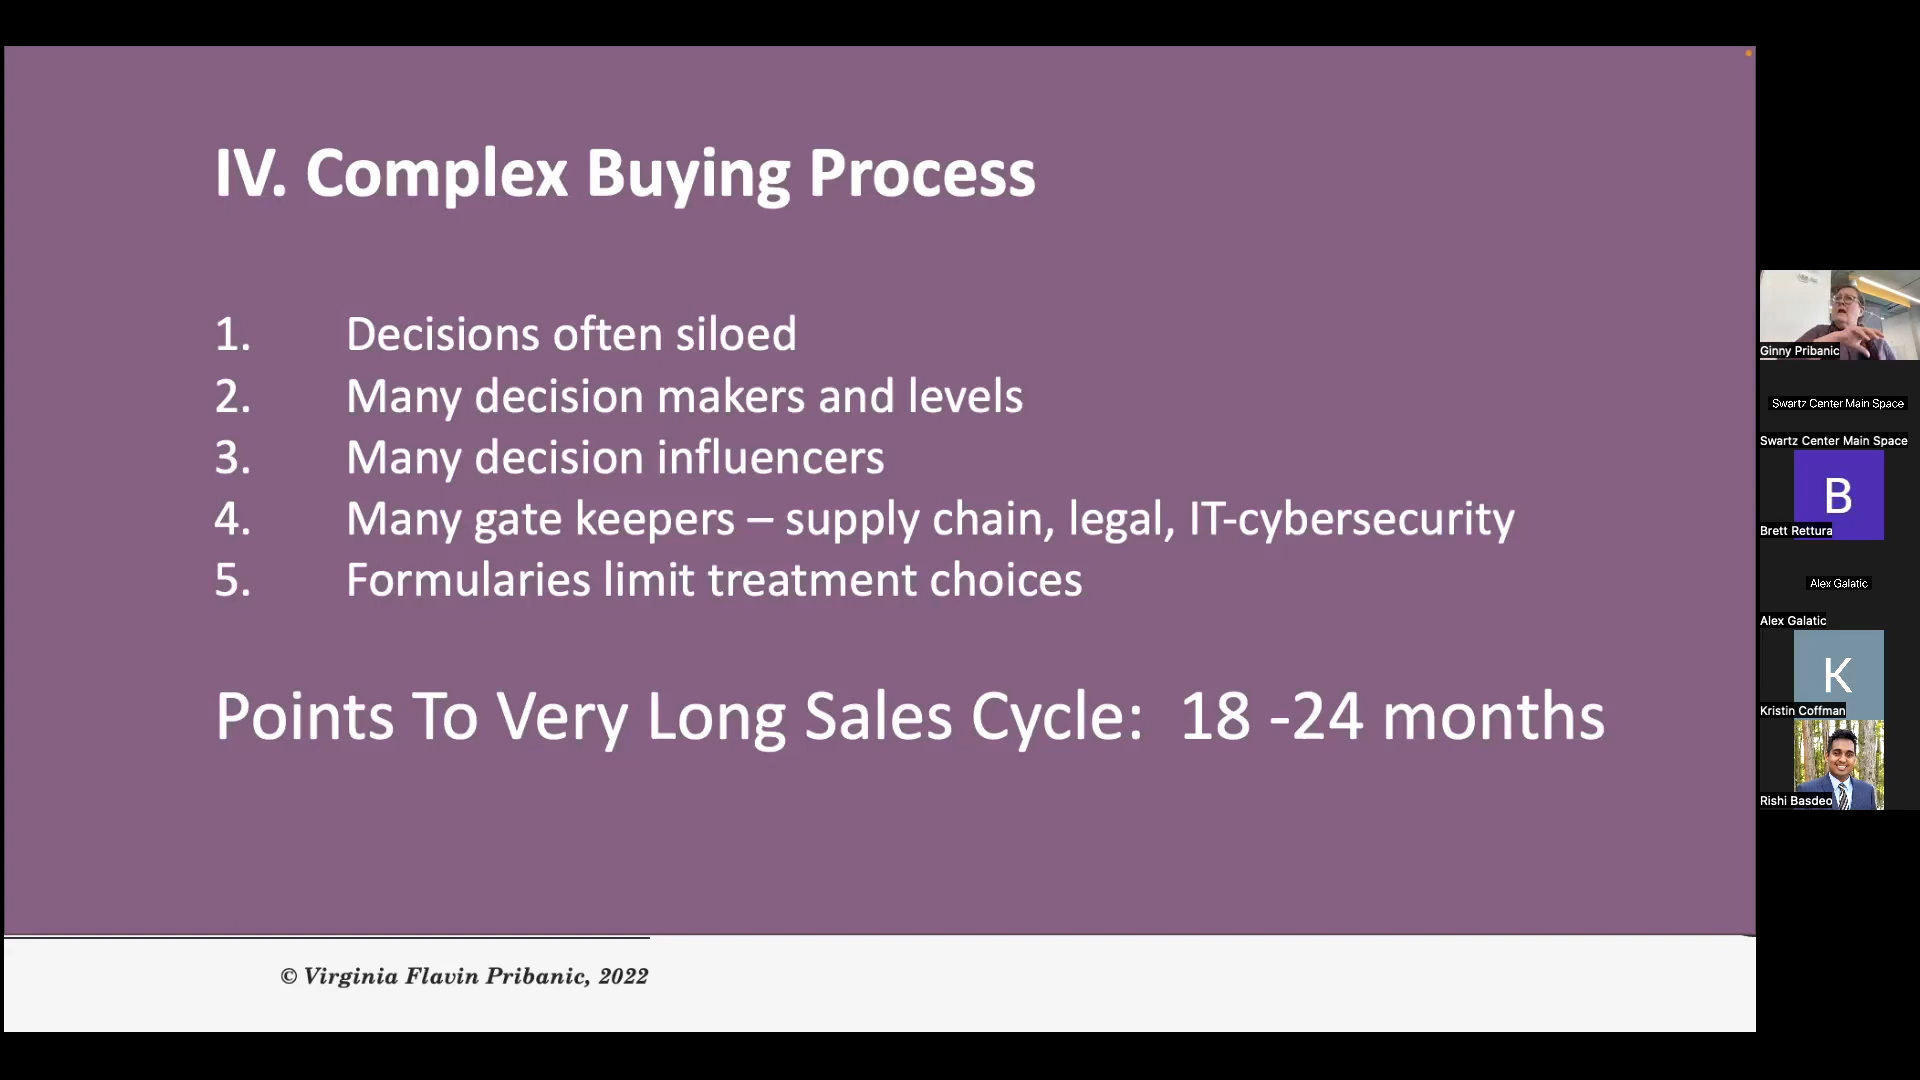 IV. Complex Buying Process
1. Decisions often siloed
2. Many decision makers and levels
3. Many decision influencers
4. Many gate keepers – supply chain, legal, IT-cybersecurity
5. Formularies limit treatment choices
Points To Very Long Sales Cycle: 18 -24 months
© Virginia Flavin Pribanic, 2022
Ginny Pribanic
Swartz Center Main Space
Swartz Center Main Space
B
Brett Rettura
Alex Galatic
Alex Galatic
K
Kristin Coffman
Rishi Basdeo